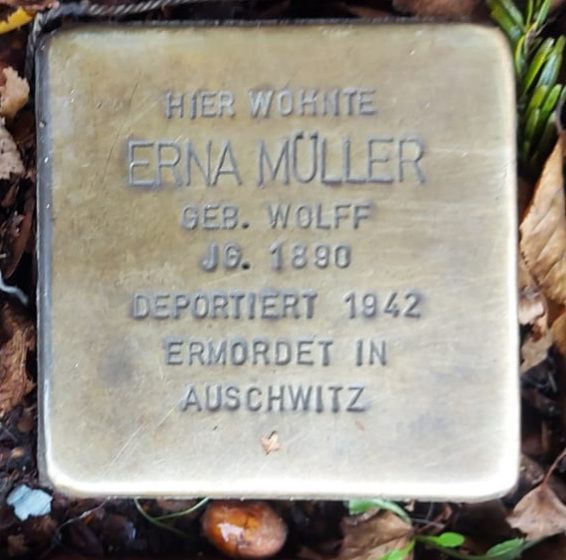 HIER WOHNTE
ERNA MÜLLER
GEB. WOLFF
JG. 1890
DEPORTIERT 1942
ERMORDET IN
AUSCHWITZ